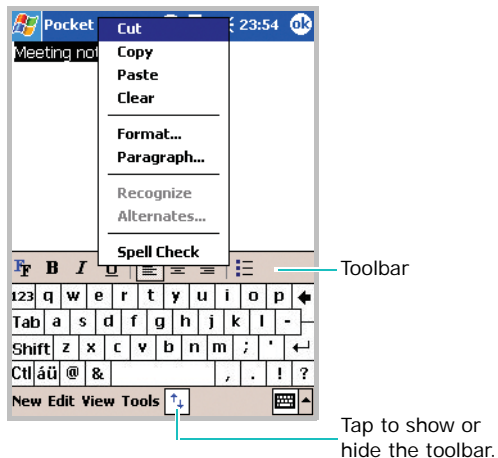 Pocket
23:54 ok
Meeting not
Cut
Copy
Paste
Clear
Format...
Paragraph...
Recognize
Alternates...
Spell Check
B I U
Toolbar
123 q w e r t y u i o p
Tab a s d f g h j k l -
Shift z x c v b n m ; '
Ctl áü @ & , . ! ?
New Edit View Tools
Tap to show or
hide the toolbar.